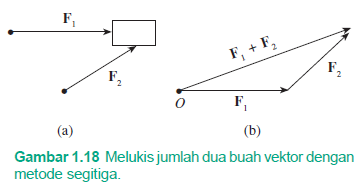 F₁
F₂
(a)
F₁ + F₂
F₂
O
F₁
(b)
Gambar 1.18 Melukis jumlah dua buah vektor dengan
metode segitiga.